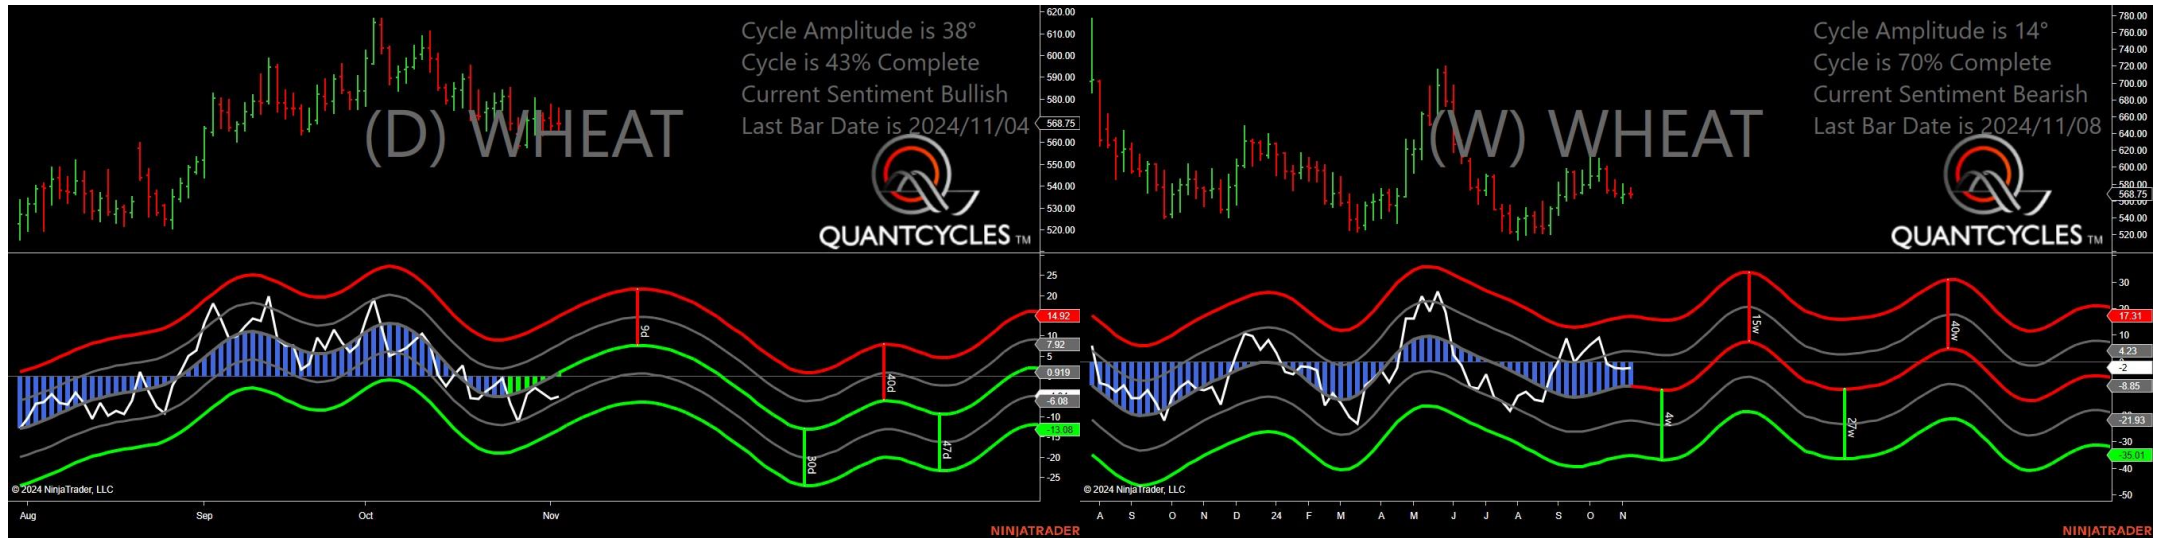 Cycle Amplitude is 38°
Cycle is 43% Complete
Current Sentiment Bullish
Last Bar Date is 2024/11/04
(D) WHEAT
QUANTCYCLES TM
620.00
610.00
600.00
590.00
580.00
568.75
560.00
550.00
540.00
530.00
520.00
25
20
14.92
10
7.92
5
0.919
-6.08
-10
-13.08
-20
-25
9d
30d
40d
47d
© 2024 NinjaTrader, LLC
Aug Sep Oct Nov
NINJATRADER
Cycle Amplitude is 14°
Cycle is 70% Complete
Current Sentiment Bearish
Last Bar Date is 2024/11/08
(W) WHEAT
QUANTCYCLES TM
780.00
760.00
740.00
720.00
700.00
680.00
660.00
640.00
620.00
600.00
580.00
568.75
540.00
520.00
30
17.31
10
4.23
-2
-8.85
-21.93
-30
-35.01
-40
-50
4w
15w
27w
40w
© 2024 NinjaTrader, LLC
A S O N D 24 F M A M J J A S O N
NINJATRADER